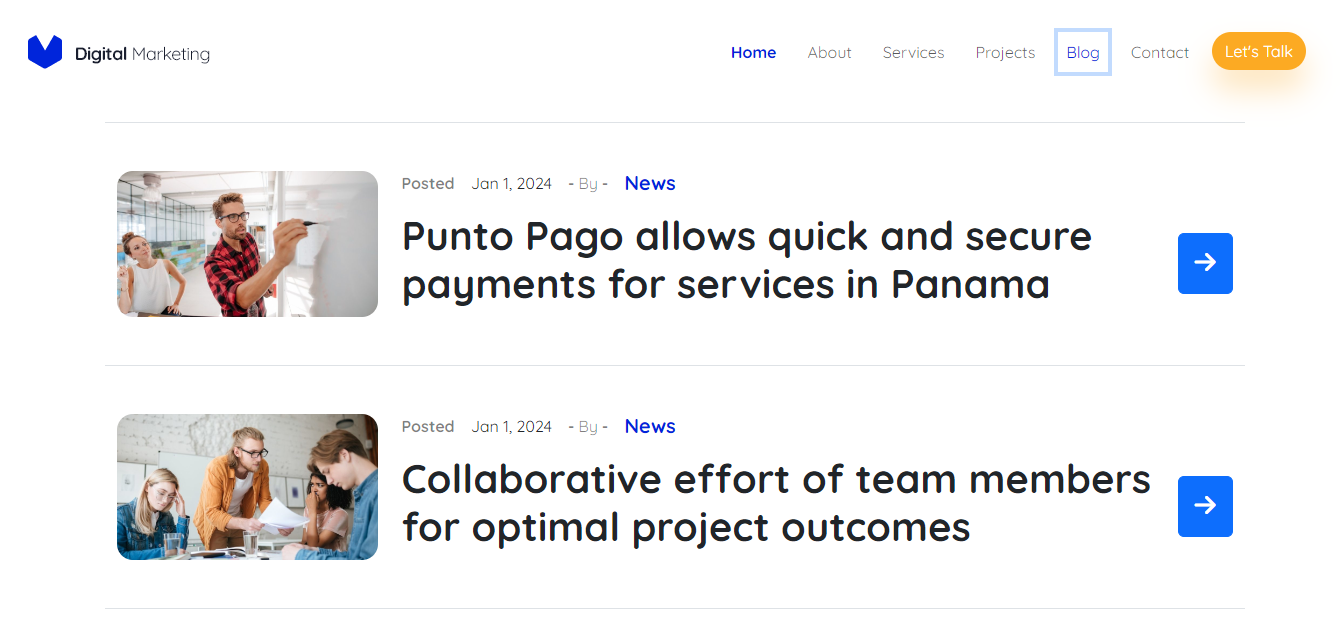 Digital Marketing
Home About Services Projects Blog Contact Let's Talk
Posted Jan 1, 2024 - By - News
Punto Pago allows quick and secure
payments for services in Panama
Posted Jan 1, 2024 - By - News
Collaborative effort of team members
for optimal project outcomes